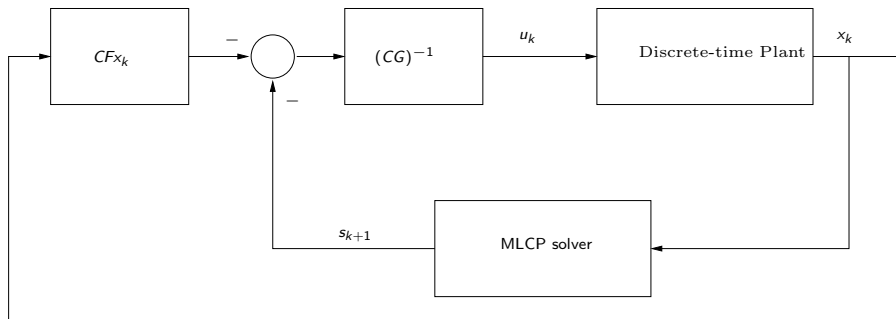 CFx_k
−
(CG)^{−1}
u_k
Discrete-time Plant
x_k
−
s_{k+1}
MLCP solver